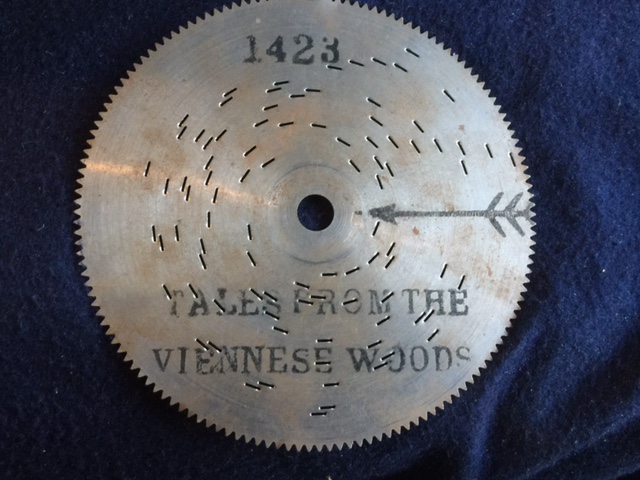 1423
TALES FROM THE
VIENNESE WOODS